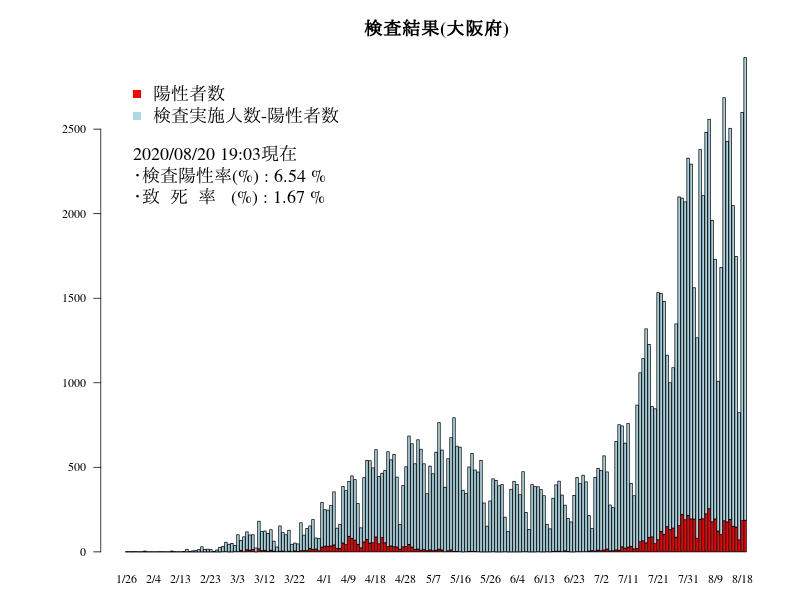 検査結果(大阪府)
陽性者数
検査実施人数-陽性者数
2020/08/20 19:03現在
・検査陽性率(%) : 6.54 %
・致 死 率 (%) : 1.67 %
2500
2000
1500
1000
500
0
1/26 2/4 2/13 2/23 3/3 3/12 3/22 4/1 4/9 4/18 4/28 5/7 5/16 5/26 6/4 6/13 6/23 7/2 7/11 7/21 7/31 8/9 8/18